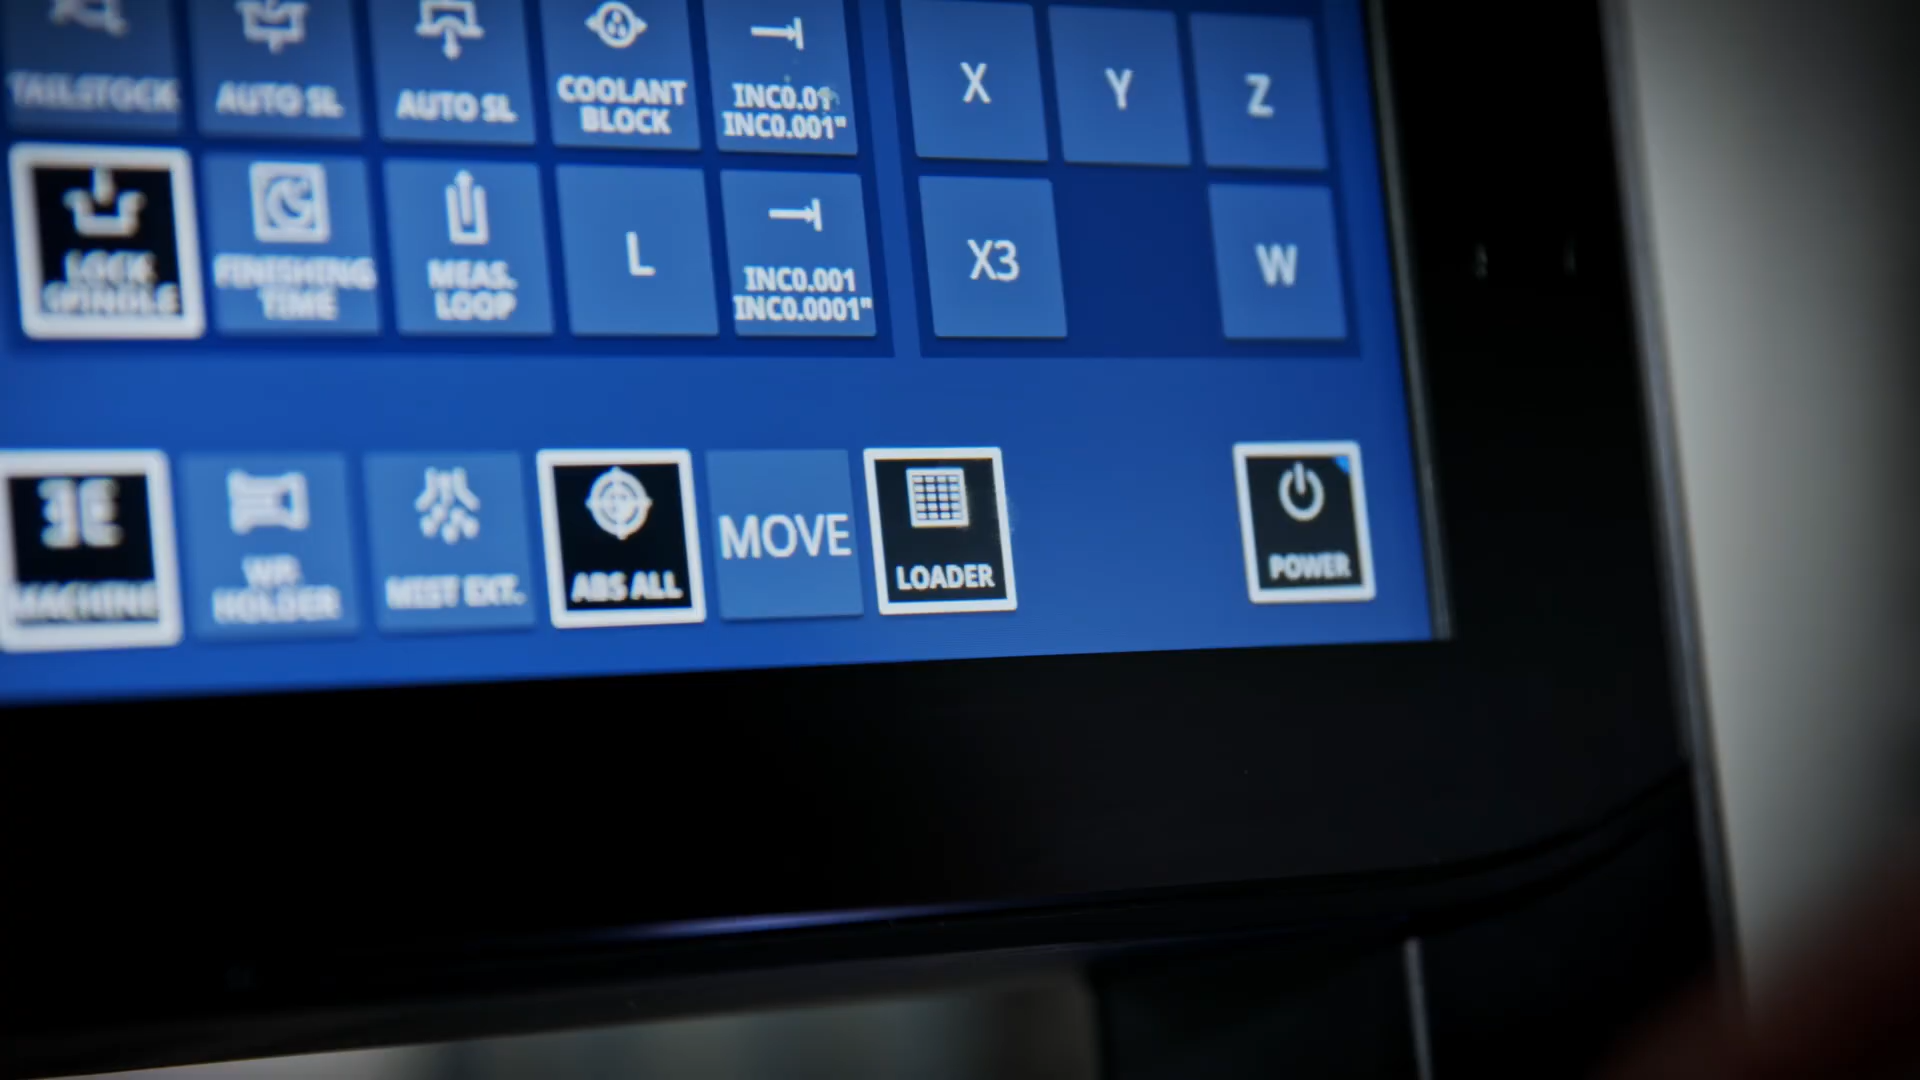 TAILSTOCK
AUTO SL
AUTO SL
COOLANT
BLOCK
INC0.01
INC0.001"
X
Y
Z
LOCK
SPINDLE
FINISHING
TIME
MEAS.
LOOP
L
INC0.001
INC0.0001"
X3
W
MACHINE
WP.
HOLDER
MIST EXT.
ABS ALL
MOVE
LOADER
POWER